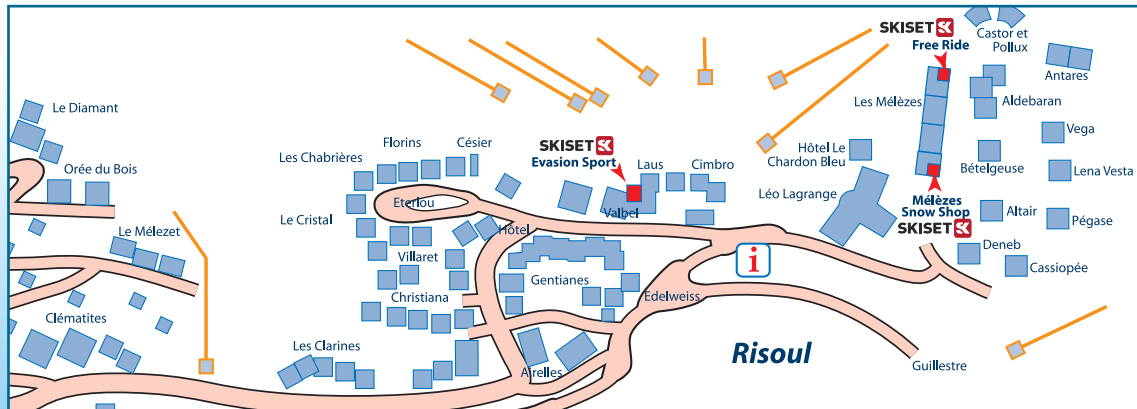 SKISET
Free Ride
Castor et
Pollux
Antares
Le Diamant
Les Mélèzes
Aldebaran
Vega
Florins
Césier
SKISET
Evasion Sport
Laus
Cimbro
Hôtel Le
Chardon Bleu
Les Chabrières
Orée du Bois
Bételgeuse
Lena Vesta
Léo Lagrange
Eterlou
Valbel
Mélèzes
Snow Shop
SKISET
Altair
Pégase
Le Cristal
Hôtel
Le Mélezet
Villaret
i
Deneb
Cassiopée
Gentianes
Christiana
Edelweiss
Clématites
Les Clarines
Airelles
Risoul
Guillestre